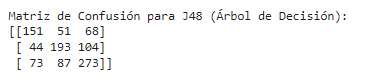 Matriz de Confusión para J48 (Árbol de Decisión):
[[151  51  68]
 [ 44 193 104]
 [ 73  87 273]]